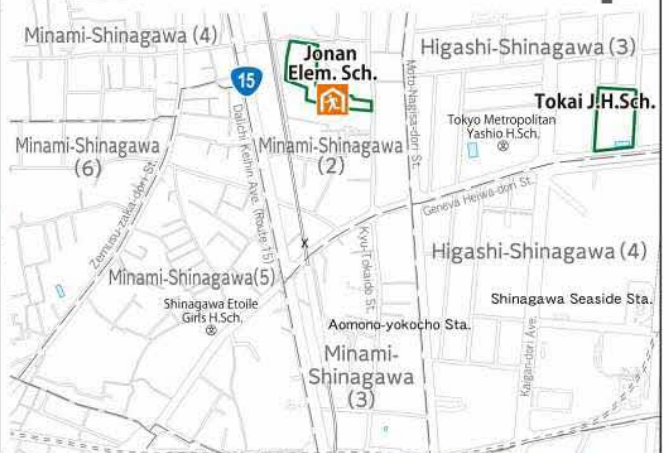 Minami-Shinagawa (4)
Jonan
Elem. Sch.
Higashi-Shinagawa (3)
15
Tokai J.H.Sch.
Tokyo Metropolitan
Yashio H.Sch.
Moto-Nagisa-dori St.
Daiichi Keihin Ave. (Route 15)
Minami-Shinagawa
(6)
Minami-Shinagawa
(2)
Zemusu-zaka-dori St.
Geneva Heiwa-dori St.
X
Kyu-Tokaido St.
Higashi-Shinagawa (4)
Minami-Shinagawa(5)
Shinagawa Etoile
Girls H.Sch.
Shinagawa Seaside Sta.
Aomono-yokocho Sta.
Kaigan-dori Ave.
Minami-
Shinagawa
(3)